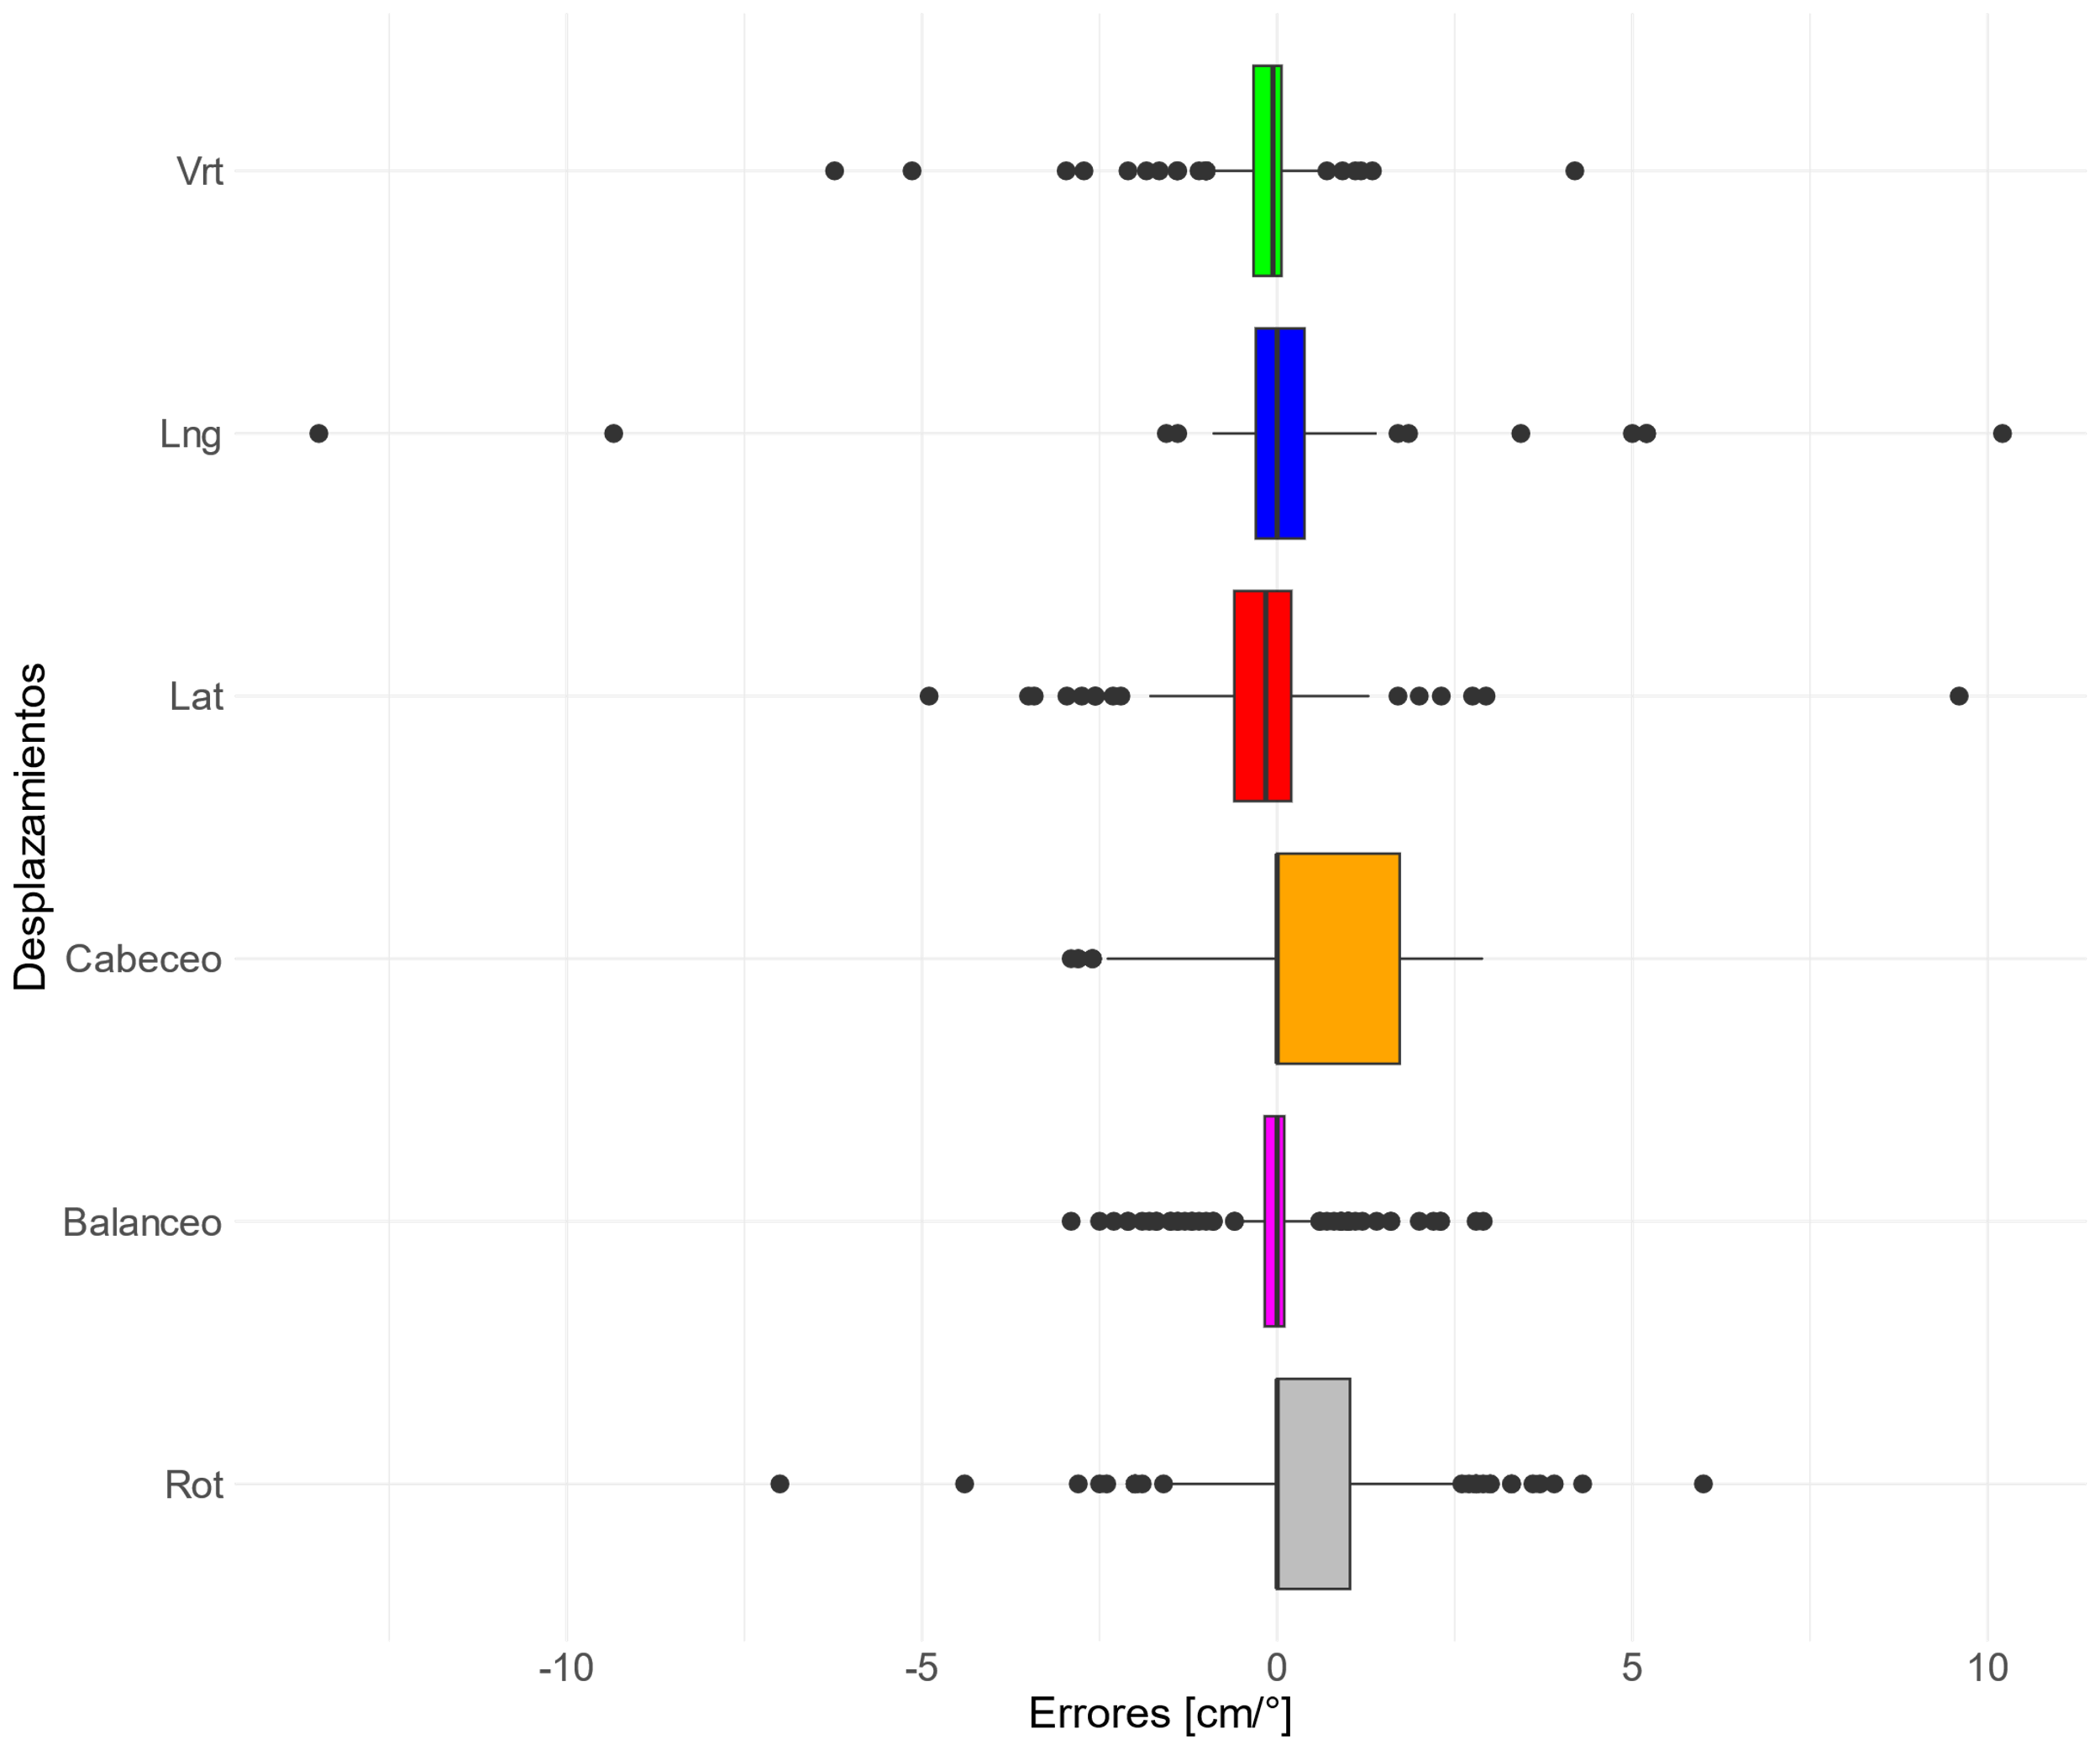 Desplazamientos
Vrt
Lng
Lat
Cabeceo
Balanceo
Rot
-10 -5 0 5 10
Errores [cm/°]